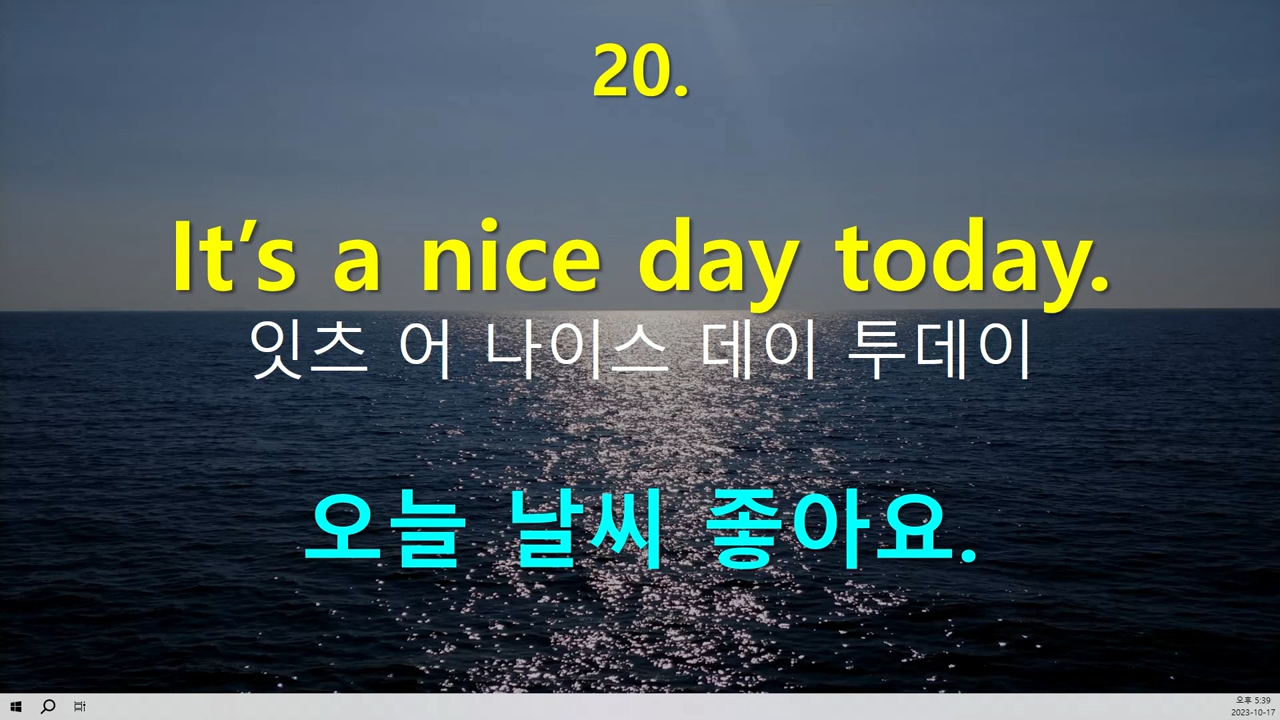 20.
It's a nice day today.
잇츠 어 나이스 데이 투데이
오늘 날씨 좋아요.
오후 5:39
2023-10-17